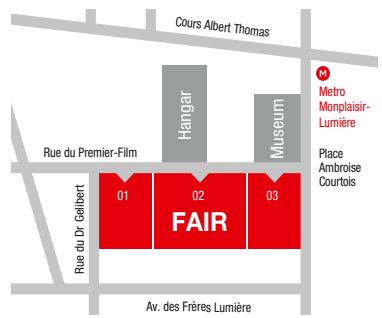 Cours Albert Thomas
M
Metro
Monplaisir-
Lumière
Hangar
Museum
Place
Ambroise
Courtois
Rue du Premier-Film
01
02
03
FAIR
Rue du Dr Gelibert
Av. des Frères Lumière